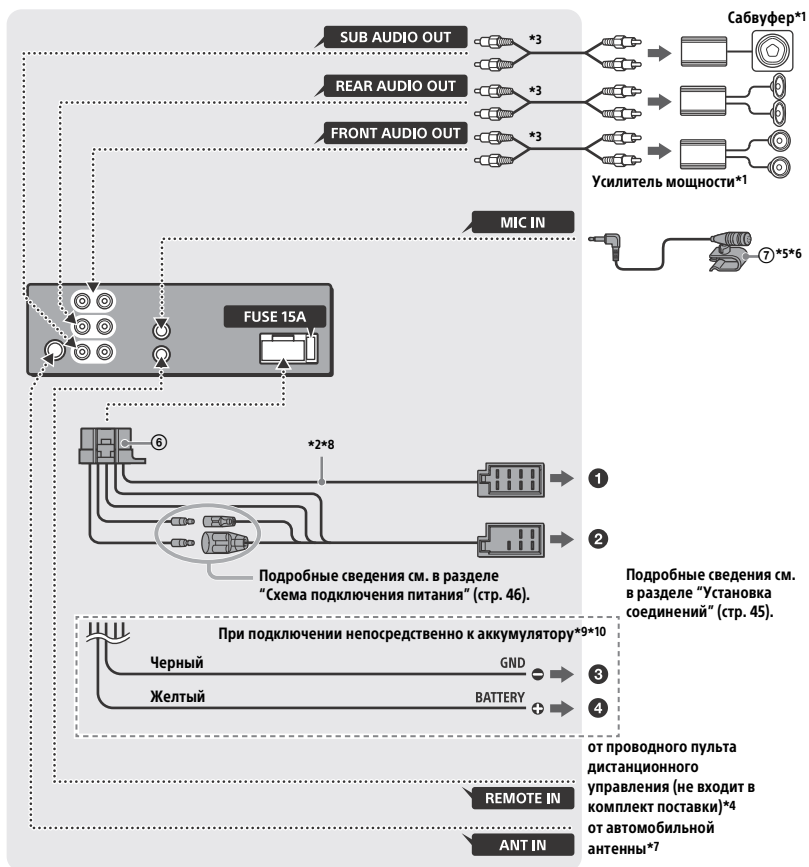 Сабвуфер*1
SUB AUDIO OUT
*3
REAR AUDIO OUT
*3
FRONT AUDIO OUT
*3
Усилитель мощности*1
MIC IN
⑦*5*6
FUSE 15A
⑥
*2*8
❶
❷
Подробные сведения см. в разделе
“Схема подключения питания” (стр. 46).
Подробные сведения см.
в разделе “Установка
соединений” (стр. 45).
При подключении непосредственно к аккумулятору*9*10
Черный
GND
❸
Желтый
BATTERY
❹
от проводного пульта
дистанционного
управления (не входит в
комплект поставки)*4
REMOTE IN
от автомобильной
антенны*7
ANT IN